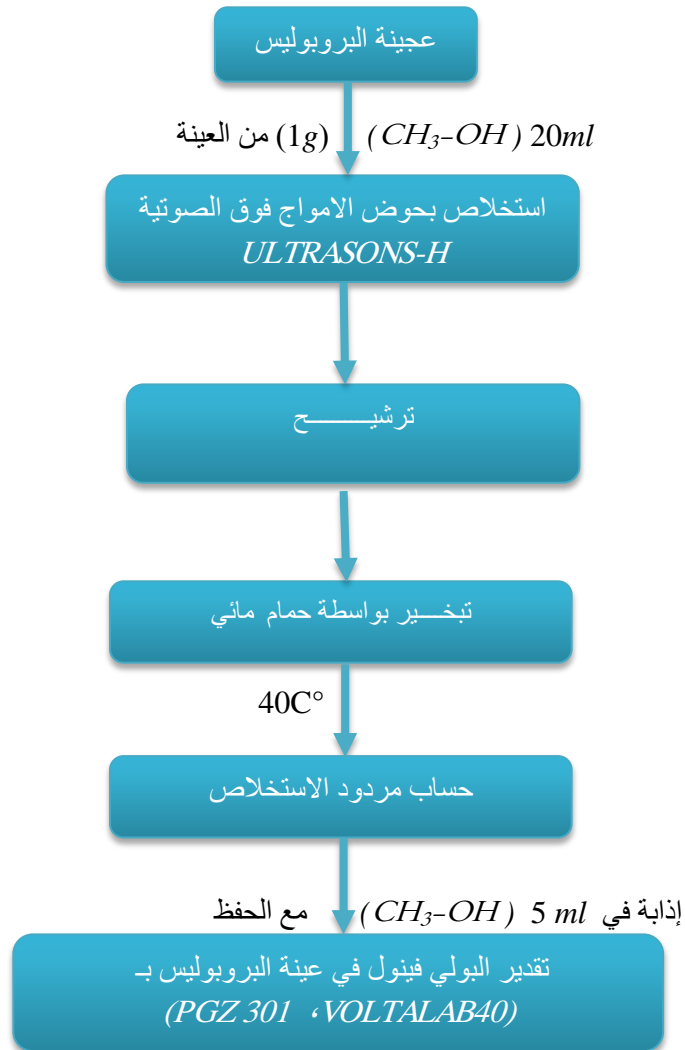 عجينة البروبوليس
(CH₃-OH) 20ml (1g) من العينة
استخلاص بحوض الامواج فوق الصوتية
ULTRASONS-H
ترشيـــــــــح
تبخـــــير بواسطة حمام مائي
40C°
حساب مردود الاستخلاص
إذابة في 5 ml (CH₃-OH) مع الحفظ
تقدير البولي فينول في عينة البروبوليس بـ
(PGZ 301 ،VOLTALAB40)